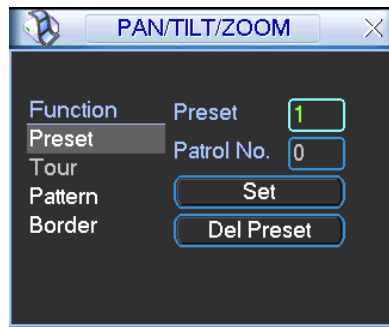 PAN/TILT/ZOOM
Function
Preset
Tour
Pattern
Border
Preset 1
Patrol No. 0
Set
Del Preset